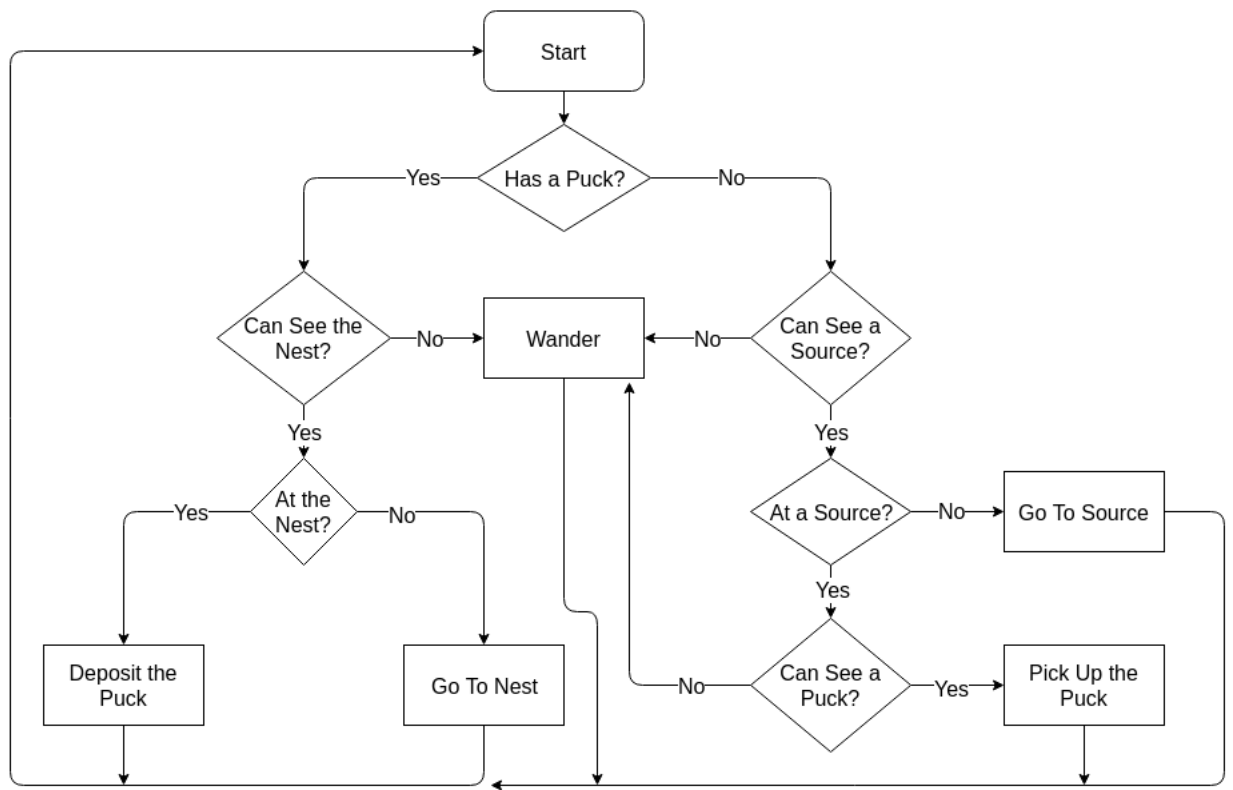 Start
Has a Puck?
Yes
No
Can See the
Nest?
No
Wander
No
Can See a
Source?
Yes
Yes
At the
Nest?
Yes
No
At a Source?
No
Go To Source
Yes
Deposit the
Puck
Go To Nest
No
Can See a
Puck?
Yes
Pick Up the
Puck